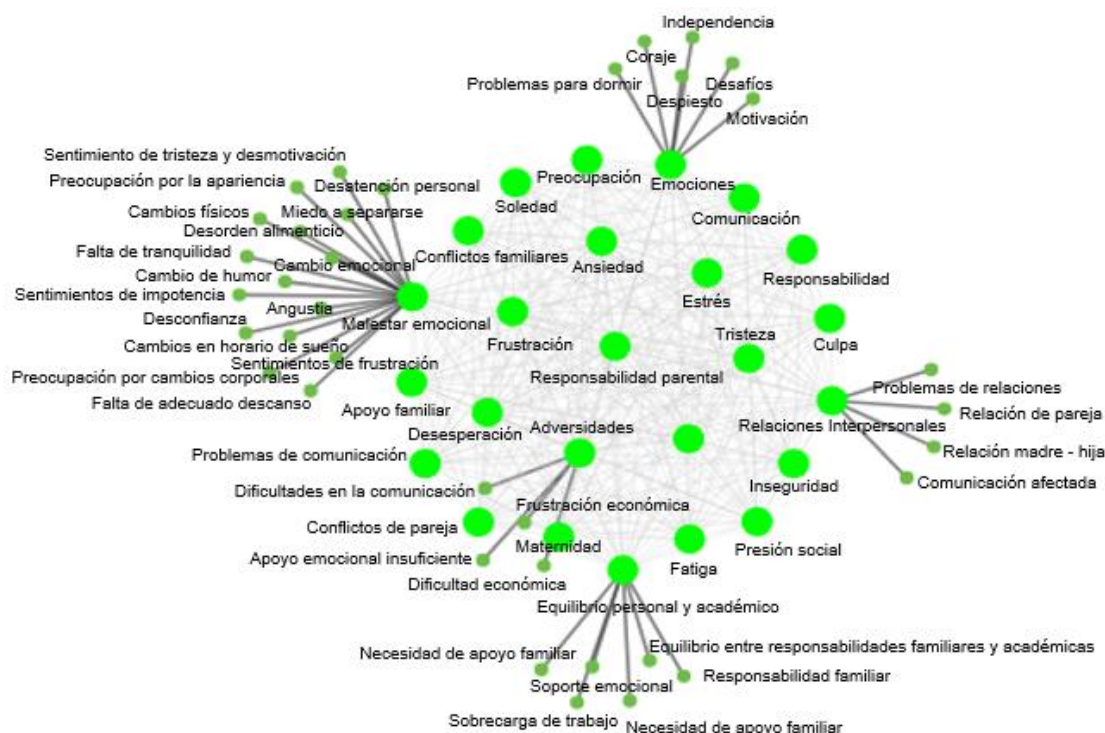 Independencia
Coraje
Problemas para dormir
Desafíos
Despiesto
Motivación
Sentimiento de tristeza y desmotivación
Preocupación
Emociones
Preocupación por la apariencia
Desatención personal
Soledad
Comunicación
Cambios físicos
Miedo a separarse
Desorden alimenticio
Falta de tranquilidad
Conflictos familiares
Ansiedad
Responsabilidad
Cambio emocional
Cambio de humor
Sentimientos de impotencia
Estrés
Angustia
Desconfianza
Malestar emocional
Tristeza
Frustración
Culpa
Cambios en horario de sueño
Sentimientos de frustración
Preocupación por cambios corporales
Responsabilidad parental
Problemas de relaciones
Falta de adecuado descanso
Apoyo familiar
Relación de pareja
Desesperación
Adversidades
Relaciones Interpersonales
Problemas de comunicación
Relación madre - hija
Inseguridad
Comunicación afectada
Dificultades en la comunicación
Frustración económica
Conflictos de pareja
Maternidad
Presión social
Apoyo emocional insuficiente
Fatiga
Dificultad económica
Equilibrio personal y académico
Equilibrio entre responsabilidades familiares y académicas
Necesidad de apoyo familiar
Responsabilidad familiar
Soporte emocional
Sobrecarga de trabajo
Necesidad de apoyo familiar